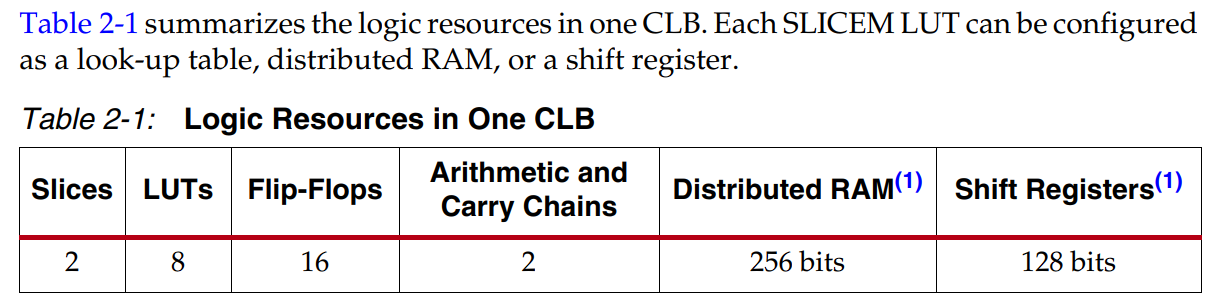 Table 2-1 summarizes the logic resources in one CLB. Each SLICEM LUT can be configured
as a look-up table, distributed RAM, or a shift register.
Table 2-1: Logic Resources in One CLB
Slices LUTs Flip-Flops Arithmetic and Carry Chains Distributed RAM(1) Shift Registers(1)
2 8 16 2 256 bits 128 bits